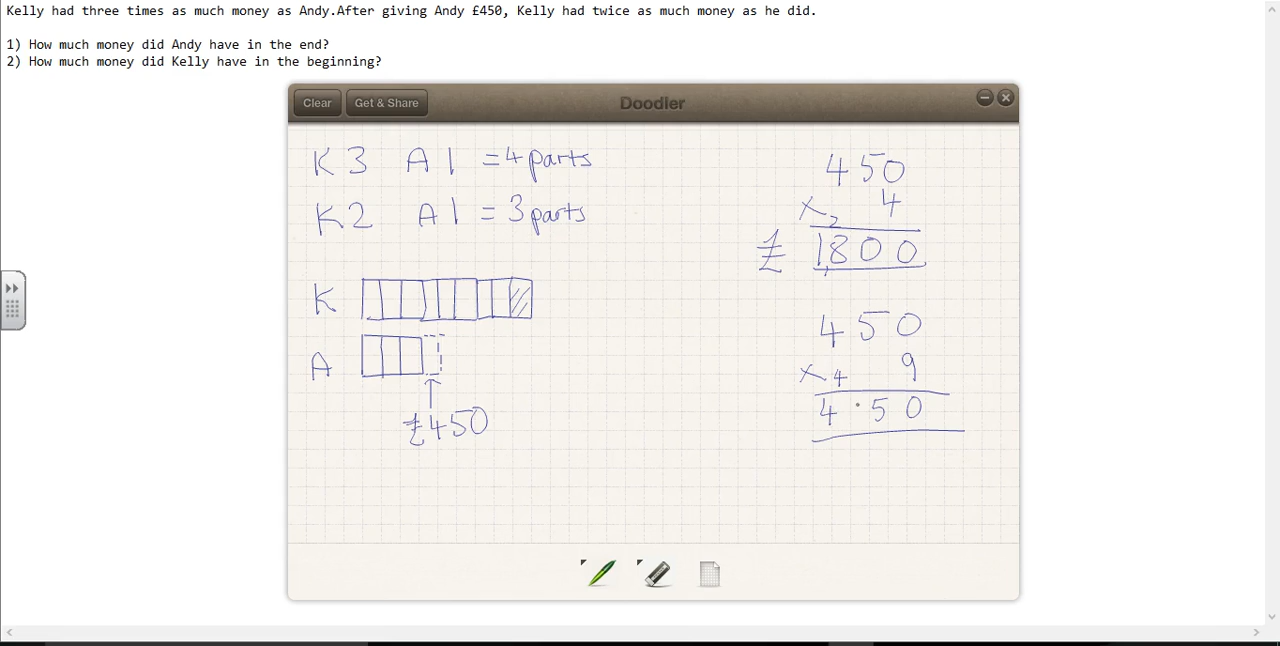 Kelly had three times as much money as Andy.After giving Andy £450, Kelly had twice as much money as he did.
1) How much money did Andy have in the end?
2) How much money did Kelly have in the beginning?
Clear Get & Share Doodler
K 3 A 1 = 4 parts
K 2 A 1 = 3 parts
K
A
£450
450
x 2 4
£ 1800
450
x 4 9
4 · 5 0